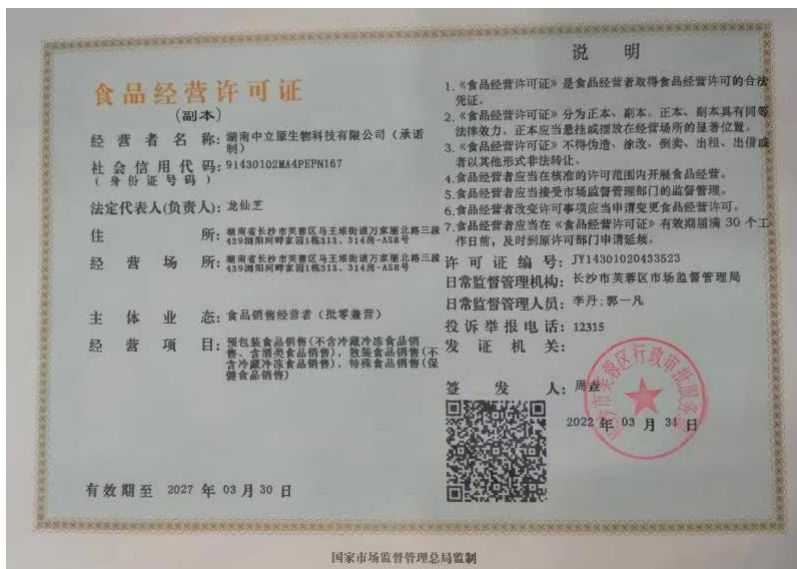 食品经营许可证
(副本)
经营者名称:湖南中立原生物科技有限公司(承诺
制)
社会信用代码:91430102MA4PEPN167
(身份证号码)
法定代表人(负责人):龙仙芝
住所:湖南省长沙市芙蓉区马王堆街道万家丽北路三段
439浏阳河畔家园1栋313、314房-A58号
经营场所:湖南省长沙市芙蓉区马王堆街道万家丽北路三段
439浏阳河畔家园1栋313、314房-A58号
主体业态:食品销售经营者(批零兼营)
经营项目:预包装食品销售(不含冷藏冷冻食品销
售、含酒类食品销售),散装食品销售(不
含冷藏冷冻食品销售),特殊食品销售(保
健食品销售)
有效期至 2027 年 03 月 30 日
说明
1.《食品经营许可证》是食品经营者取得食品经营许可的合法
凭证。
2.《食品经营许可证》分为正本、副本。正本、副本具有同等
法律效力。正本应当悬挂或摆放在经营场所的显著位置。
3.《食品经营许可证》不得伪造、涂改、倒卖、出租、出借或
者以其他形式非法转让。
4.食品经营者应当在核准的许可范围内开展食品经营。
5.食品经营者应当接受市场监督管理部门的监督管理。
6.食品经营者改变许可事项应当申请变更食品经营许可。
7.食品经营者应当在《食品经营许可证》有效期届满 30 个工
作日前,及时到原许可部门申请延续。
许可证编号:JY14301020433523
日常监督管理机构:长沙市芙蓉区市场监督管理局
日常监督管理人员:李丹;郭一凡
投诉举报电话:12315
发证机关:
长沙市芙蓉区行政审批服务局
签发人:周
2022 年 03 月 31 日
国家市场监督管理总局监制